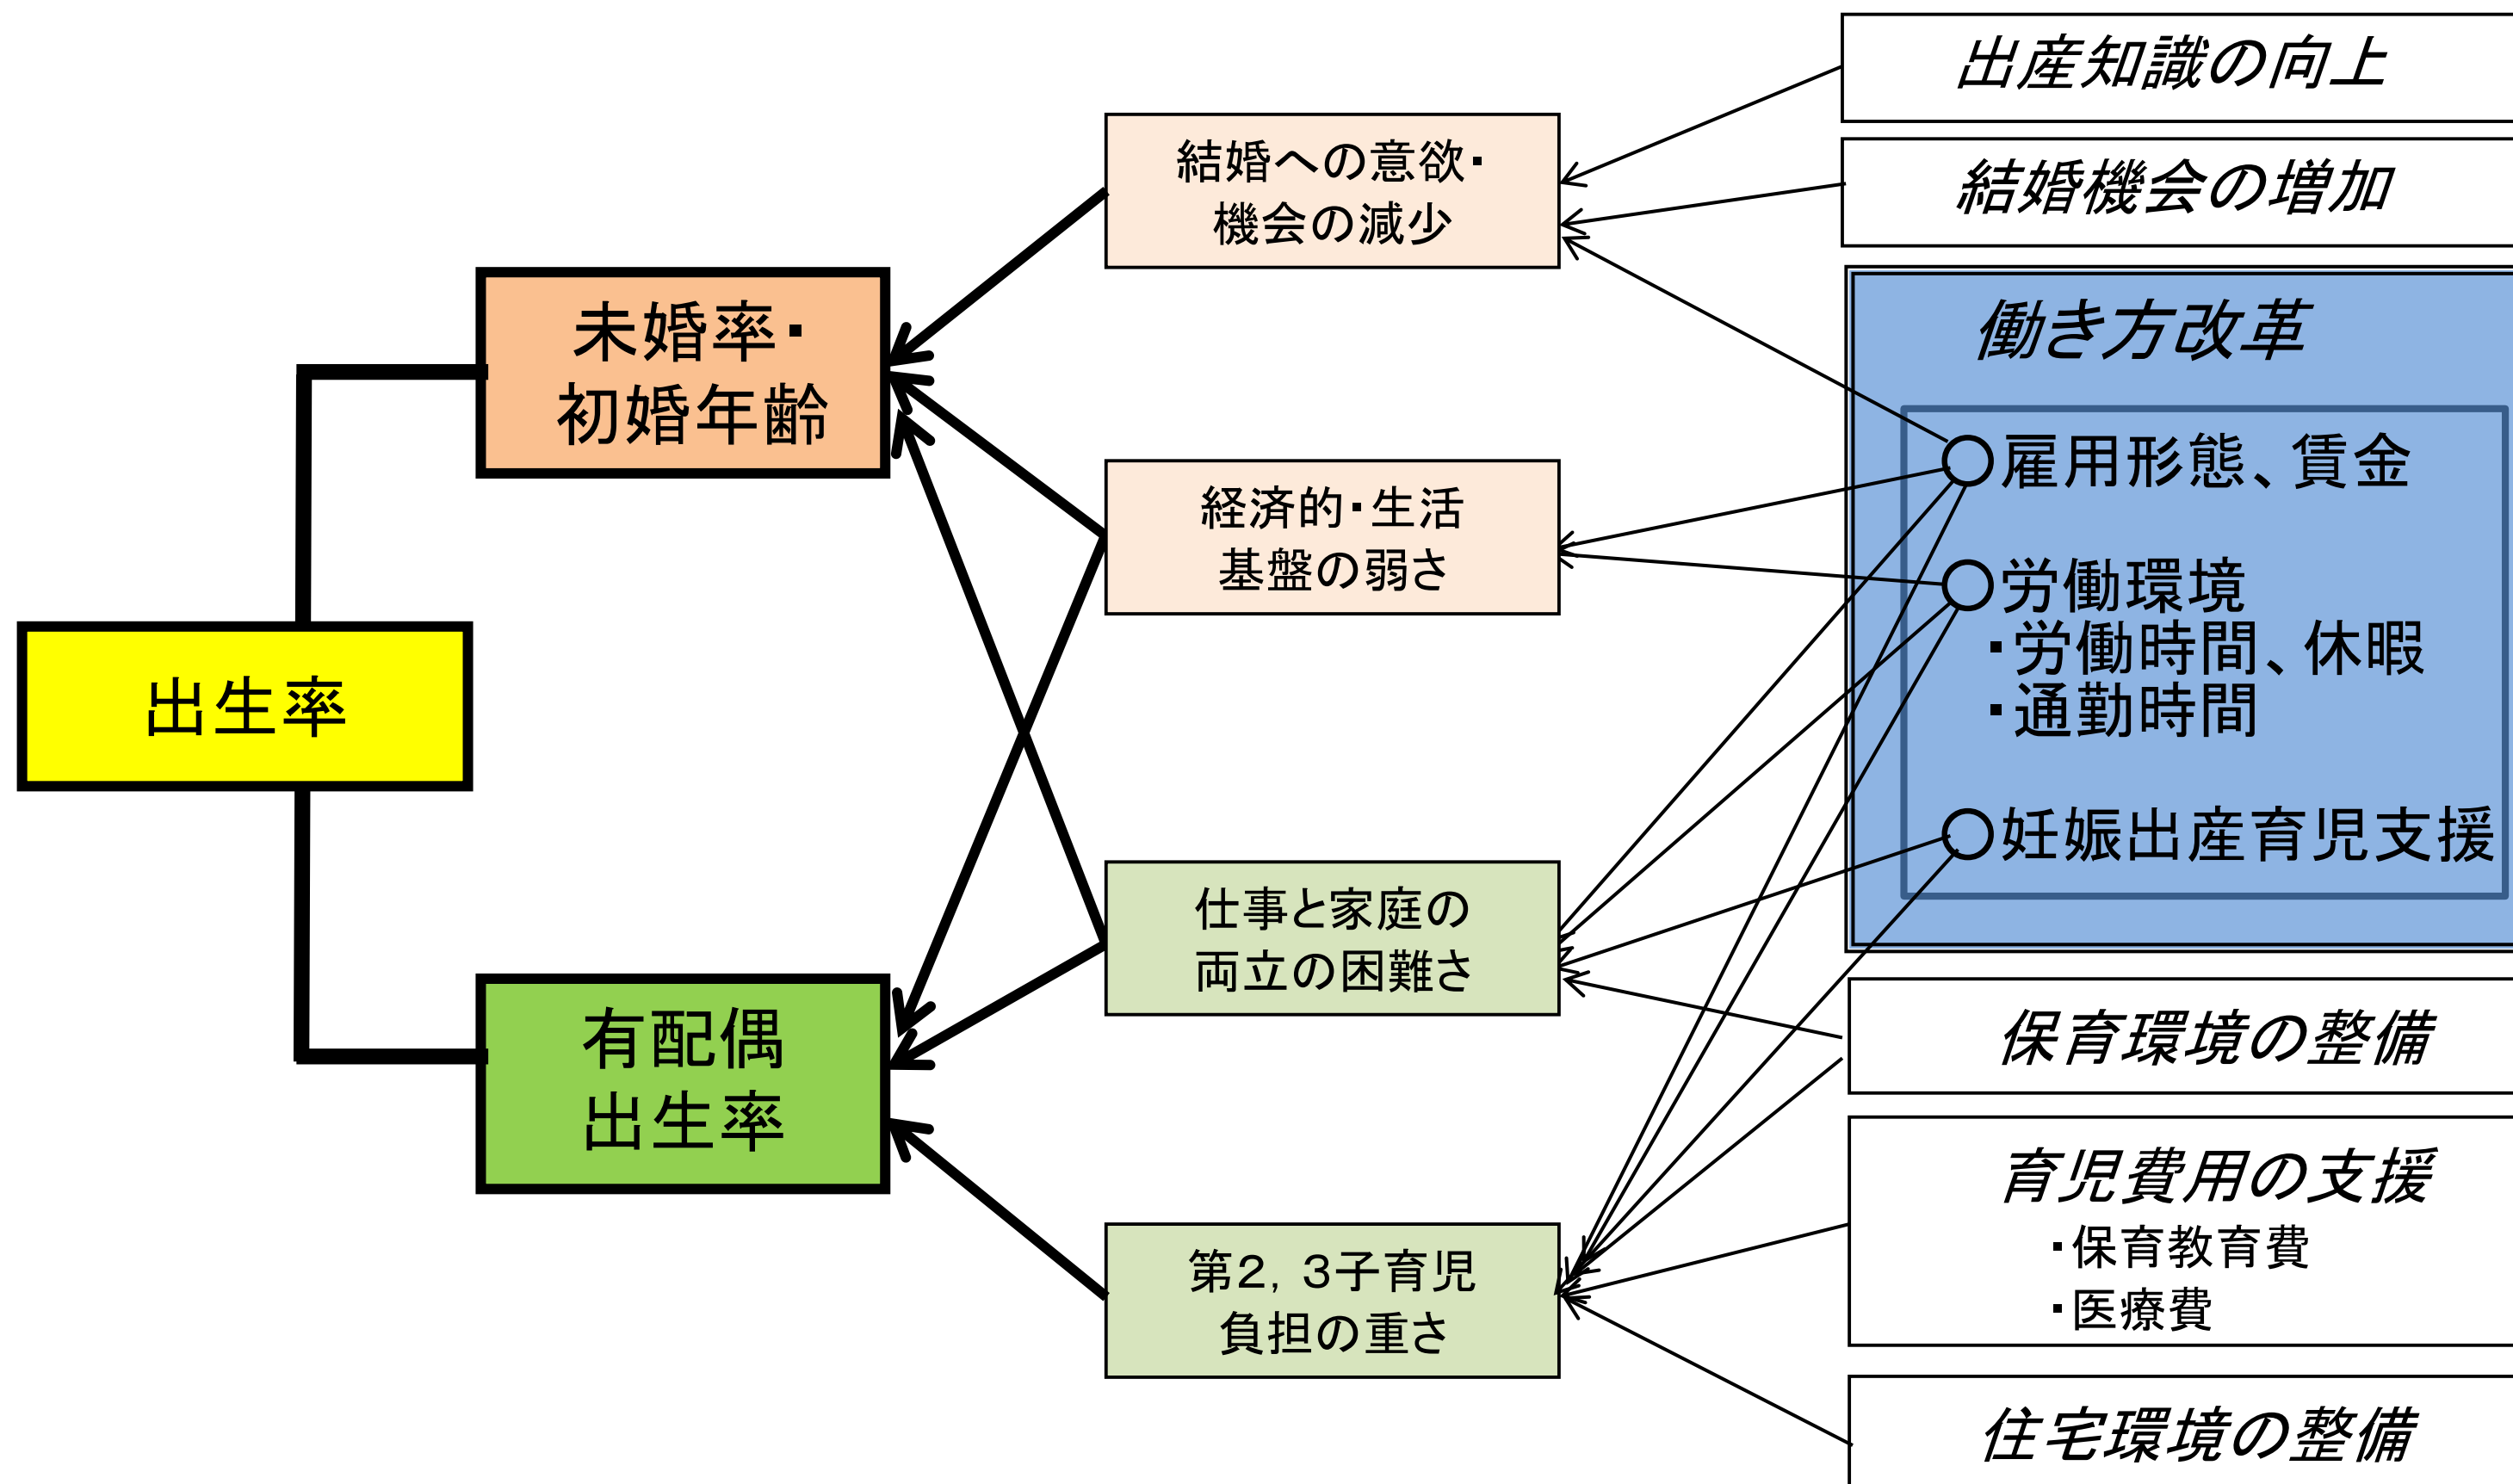 出生率
未婚率・
初婚年齢
有配偶
出生率
結婚への意欲・
機会の減少
経済的・生活
基盤の弱さ
仕事と家庭の
両立の困難さ
第２，３子育児
負担の重さ
出産知識の向上
結婚機会の増加
働き方改革
○雇用形態、賃金
○労働環境
・労働時間、休暇
・通勤時間
○妊娠出産育児支援
保育環境の整備
育児費用の支援
・保育教育費
・医療費
住宅環境の整備